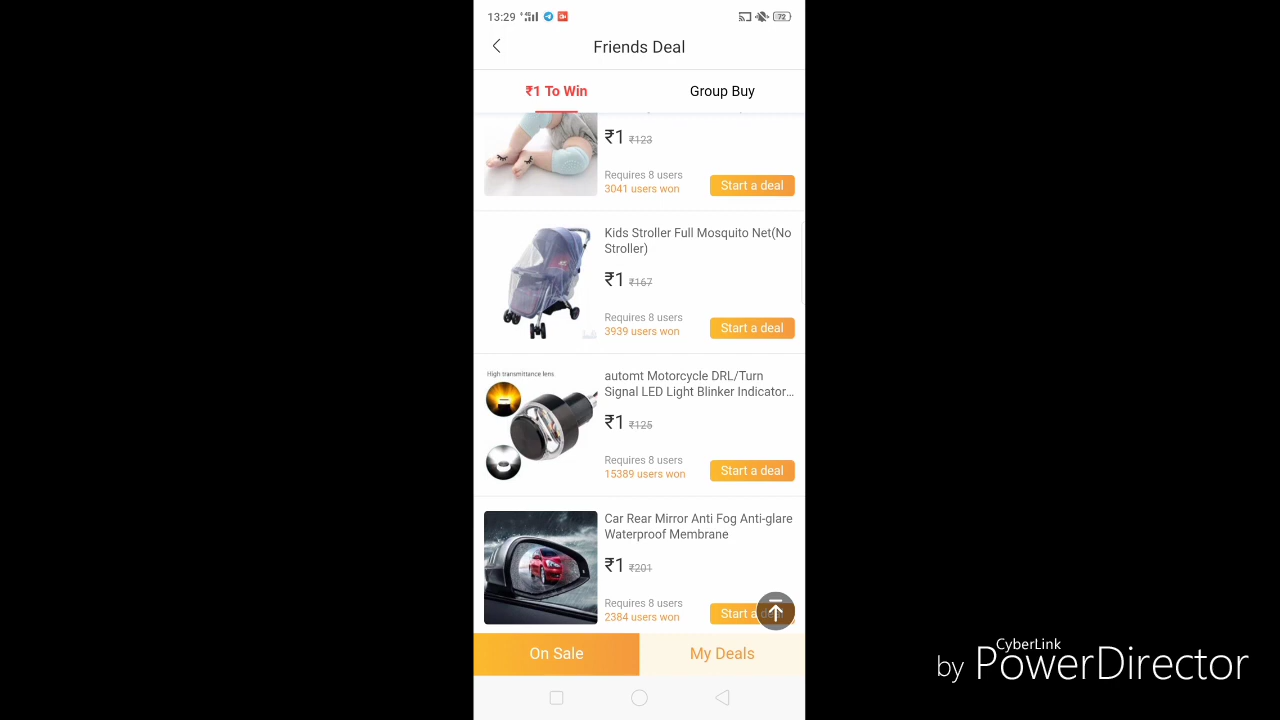 13:29
72
Friends Deal
₹1 To Win
Group Buy
₹1 ₹123
Requires 8 users
3041 users won
Start a deal
Kids Stroller Full Mosquito Net(No
Stroller)
₹1 ₹167
Requires 8 users
3939 users won
Start a deal
High transmittance lens
automt Motorcycle DRL/Turn
Signal LED Light Blinker Indicator...
₹1 ₹125
Requires 8 users
15389 users won
Start a deal
Car Rear Mirror Anti Fog Anti-glare
Waterproof Membrane
₹1 ₹201
Requires 8 users
2384 users won
Start a deal
On Sale
My Deals
CyberLink
by PowerDirector